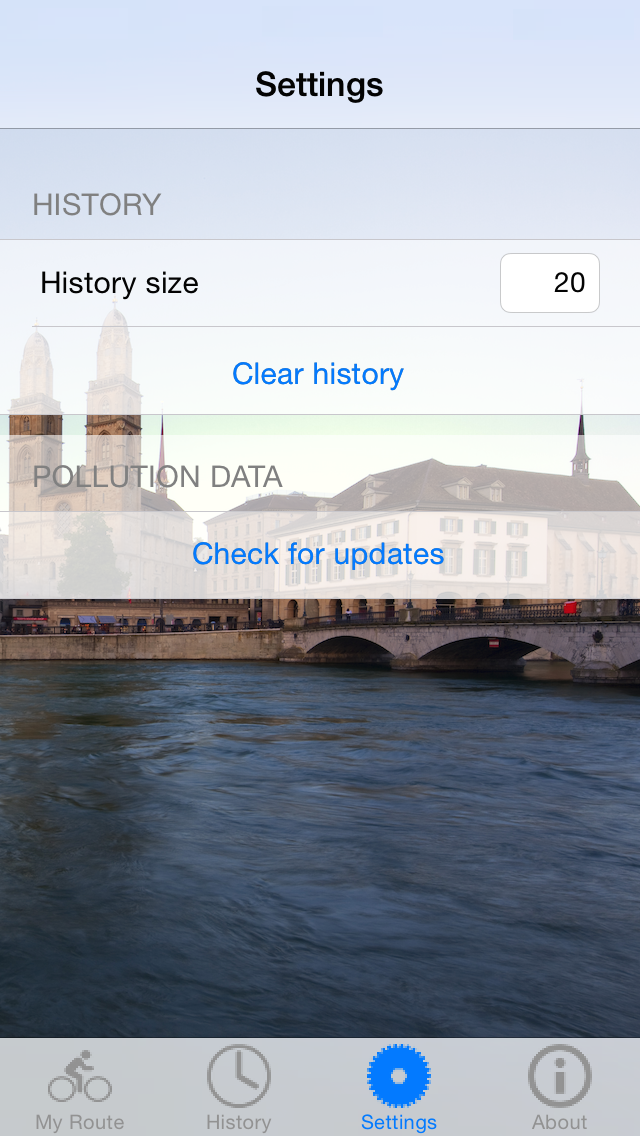 Settings
HISTORY
History size
20
Clear history
POLLUTION DATA
Check for updates
My Route
History
Settings
About